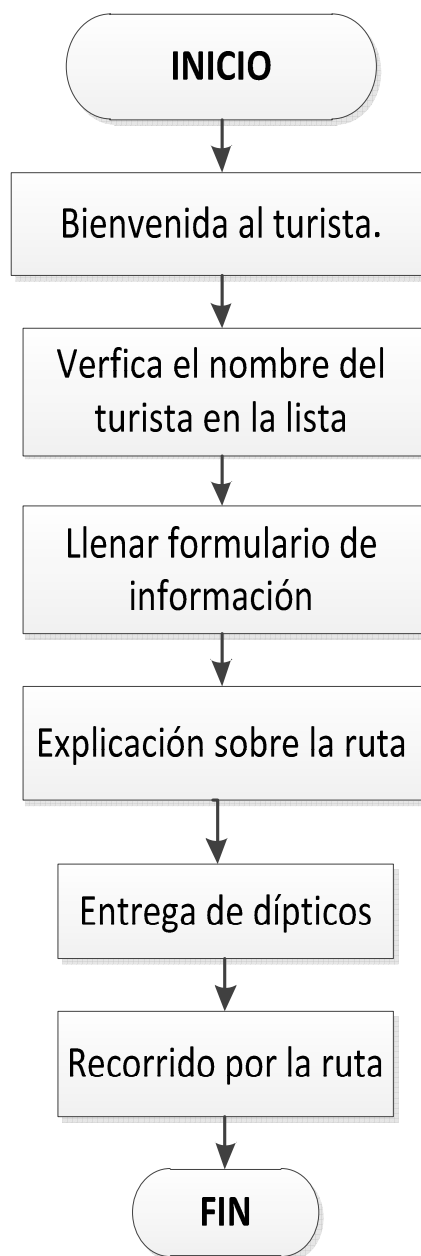 INICIO
Bienvenida al turista.
Verfica el nombre del
turista en la lista
Llenar formulario de
información
Explicación sobre la ruta
Entrega de dípticos
Recorrido por la ruta
FIN